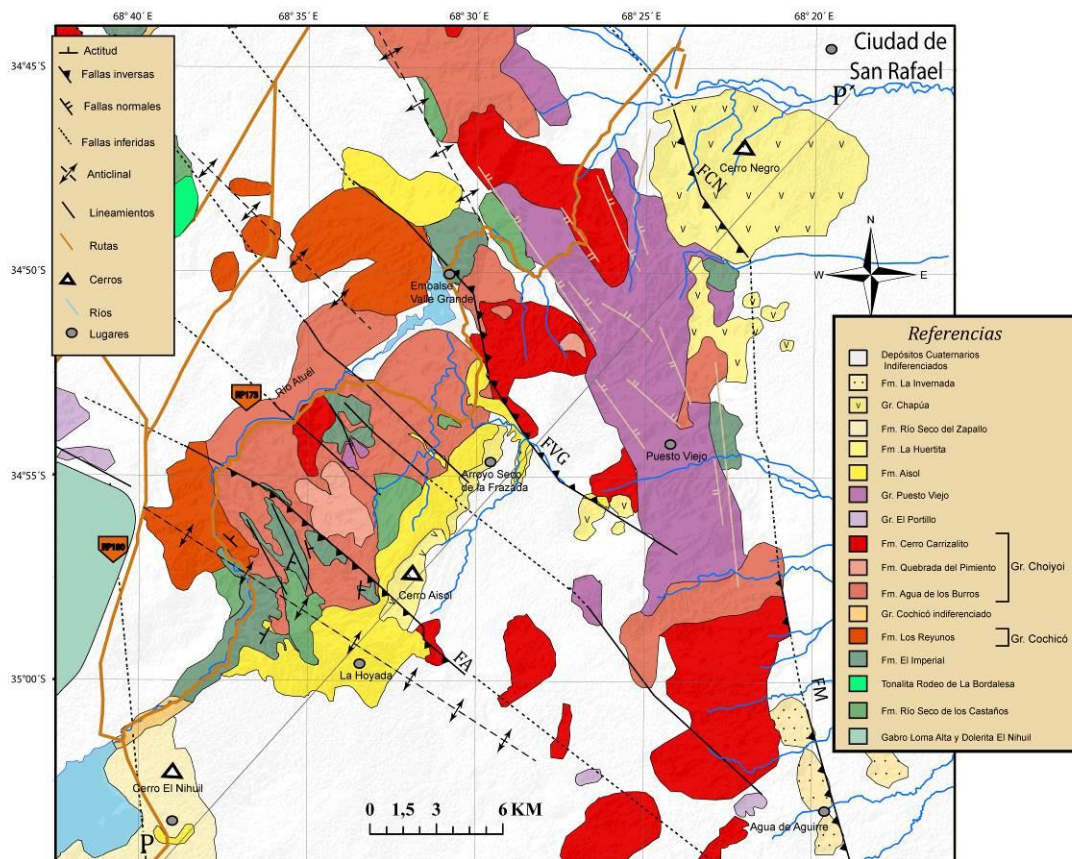 68° 40' O
68° 35' O
68° 30' O
68° 25' O
68° 20' O
34°45'S
34°50'S
34°55'S
35°00'S
Actitud
Fallas inversas
Fallas normales
Fallas inferidas
Anticlinal
Lineamientos
Rutas
Cerros
Ríos
Lugares
Ciudad de
San Rafael
P'
Cerro Negro
FCN
N
W
E
S
Emoalse
Valle Grande
Río Atuel
RP173
FVG
Puesto Viejo
Arroyo Seco
de la Frazada
RP180
Cerro Aisol
FA
La Hoyada
FM
Cerro El Nihuil
P
0 1,5 3 6 KM
Agua de Aguirre
Referencias
Depósitos Cuaternarios
Indiferenciados
Fm. La Invernada
Gr. Chapúa
Fm. Río Seco del Zapallo
Fm .La Huertita
Fm. Aisol
Gr. Puesto Viejo
Gr. El Portillo
Fm. Cerro Carrizalito
Fm. Quebrada del Pimiento
Gr. Choiyoi
Fm. Agua de los Burros
Gr. Cochicó indiferenciado
Fm. Los Reyunos
Gr. Cochicó
Fm. El Imperial
Tonalita Rodeo de La Bordalesa
Fm. Río Seco de los Castaños
Gabro Loma Alta y Dolerita El Nihuil